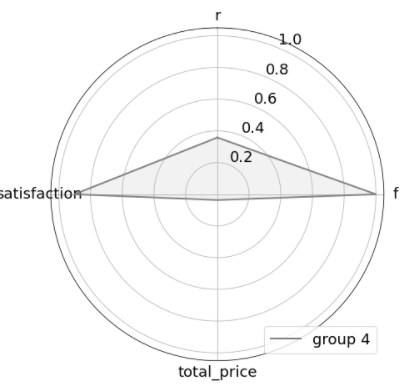 r
1.0
0.8
0.6
0.4
0.2
satisfaction
f
group 4
total_price